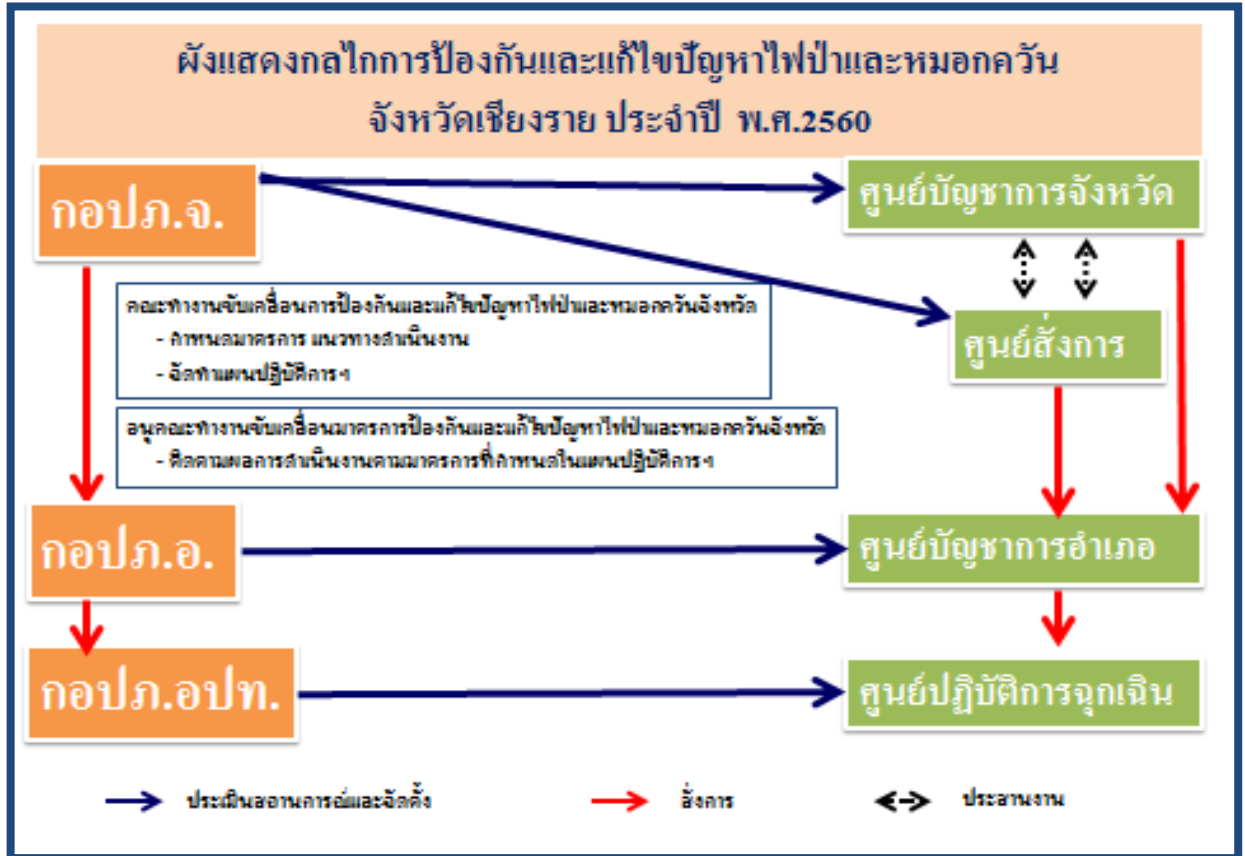 ผังแสดงกลไกการป้องกันและแก้ไขปัญหาไฟป่าและหมอกควัน
จังหวัดเชียงราย ประจำปี พ.ศ.2560
กอปภ.จ.
ศูนย์บัญชาการจังหวัด
คณะทำงานขับเคลื่อนการป้องกันและแก้ไขปัญหาไฟป่าและหมอกควันจังหวัด
- กำหนดมาตรการ แนวทางดำเนินงาน
- จัดทำแผนปฏิบัติการฯ
ศูนย์สั่งการ
อนุคณะทำงานขับเคลื่อนมาตรการป้องกันและแก้ไขปัญหาไฟป่าและหมอกควันจังหวัด
- ติดตามผลการดำเนินงานตามมาตรการที่กำหนดในแผนปฏิบัติการฯ
กอปภ.อ.
ศูนย์บัญชาการอำเภอ
กอปภ.อปท.
ศูนย์ปฏิบัติการฉุกเฉิน
ประเมินสถานการณ์และจัดตั้ง
สั่งการ
ประสานงาน